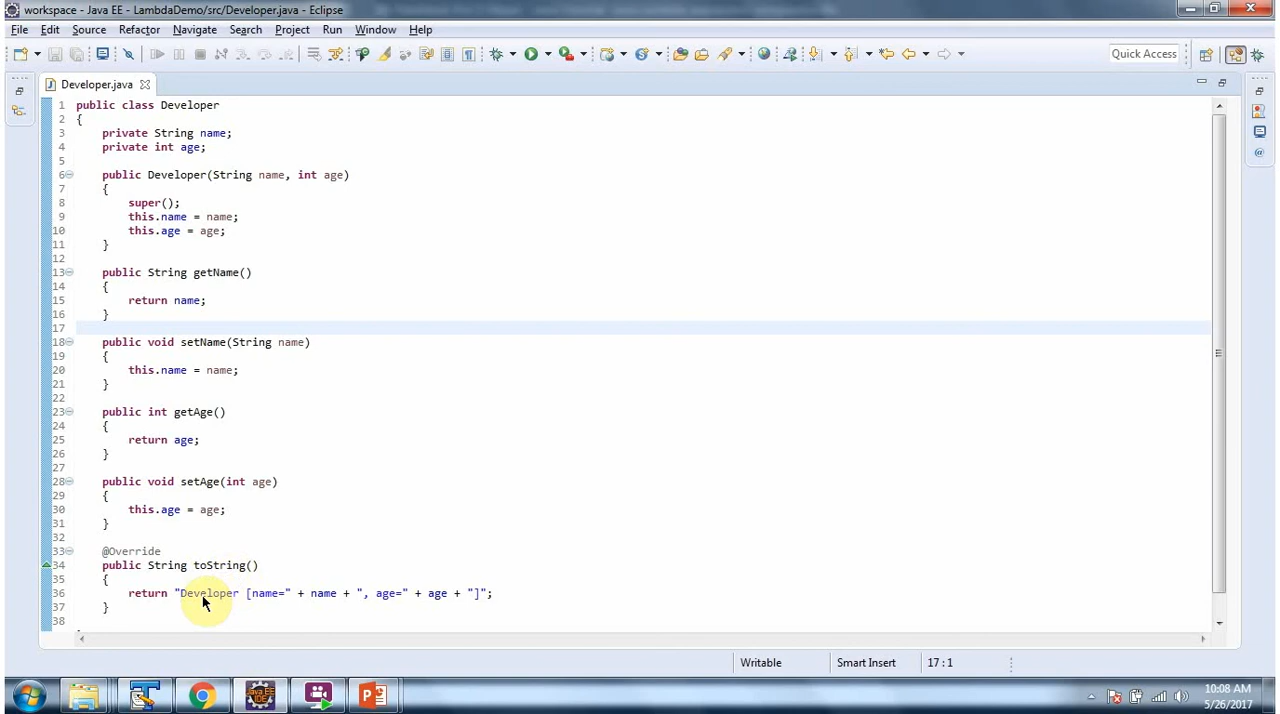 workspace - Java EE - LambdaDemo/src/Developer.java - Eclipse
File Edit Source Refactor Navigate Search Project Run Window Help
Quick Access
Developer.java
1 public class Developer
2 {
3 private String name;
4 private int age;
5
6 public Developer(String name, int age)
7 {
8 super();
9 this.name = name;
10 this.age = age;
11 }
12
13 public String getName()
14 {
15 return name;
16 }
17
18 public void setName(String name)
19 {
20 this.name = name;
21 }
22
23 public int getAge()
24 {
25 return age;
26 }
27
28 public void setAge(int age)
29 {
30 this.age = age;
31 }
32
33 @Override
34 public String toString()
35 {
36 return "Developer [name=" + name + ", age=" + age + "]";
37 }
38
Writable Smart Insert 17 : 1
Java EE
IDE
10:08 AM
5/26/2017